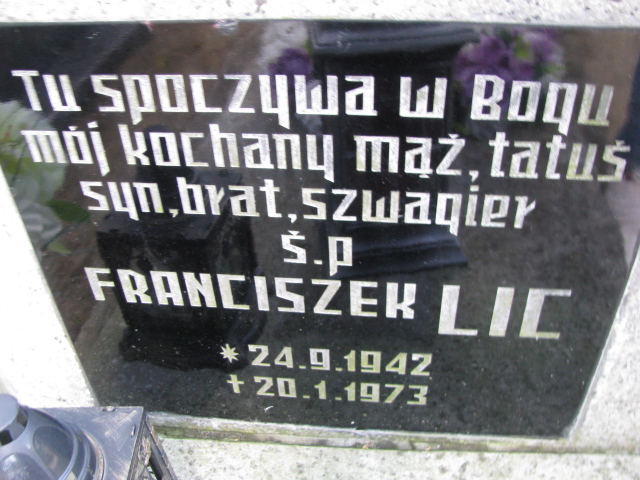 Tu spoczywa w Bogu
mój kochany mąż, tatuś
syn, brat, szwagier
ś.p
FRANCISZEK LIC
* 24.9.1942
† 20.1.1973